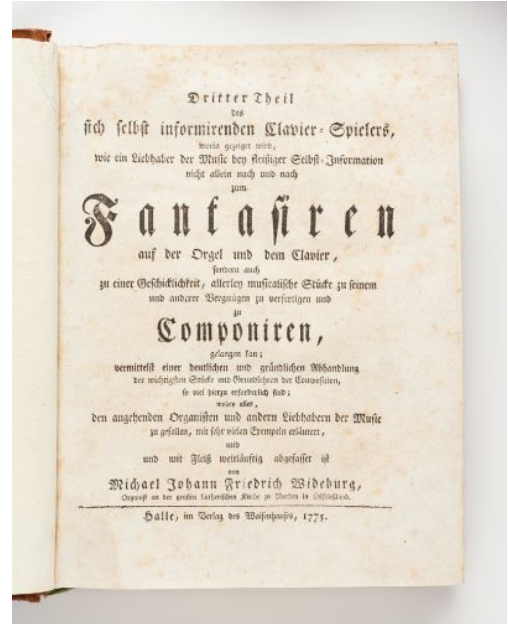 Dritter Theil
des
sich selbst informirenden Clavier-Spielers,
worin gezeiget wird,
wie ein Liebhaber der Music bey fleißiger Selbst-Information
nicht allein nach und nach
zum
Fantasiren
auf der Orgel und dem Clavier,
sondern auch
zu einer Geschicklichkeit, allerley musicalische Stücke zu seinem
und anderer Vergnügen zu verfertigen und
zu
Componiren,
gelangen kan;
vermittelst einer deutlichen und gründlichen Abhandlung
der wichtigsten Stücke und Grundlehren der Composition,
so viel hierzu erforderlich sind;
wobey alles,
den angehenden Organisten und andern Liebhabern der Music
zu gefallen, mit sehr vielen Exempeln erläutert,
und
und mit Fleiß weitläuftig abgefasset ist
von
Michael Johann Friedrich Wideburg,
Organist an der grossen Lutherischen Kirche zu Norden in Ostfriesland.
Halle, im Verlag des Waisenhauses, 1775.